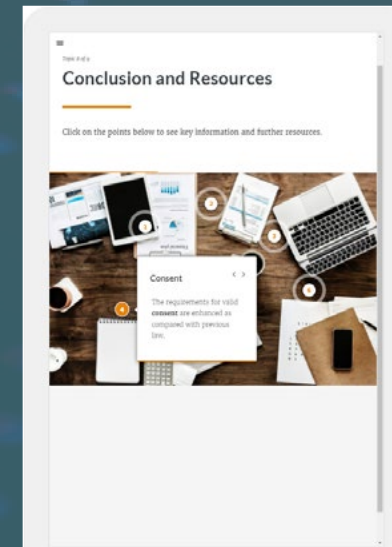 Conclusion and Resources
Click on the points below to see key information and further resources.
Consent
The requirements for valid
consent are enhanced as
compared with previous
law.
4